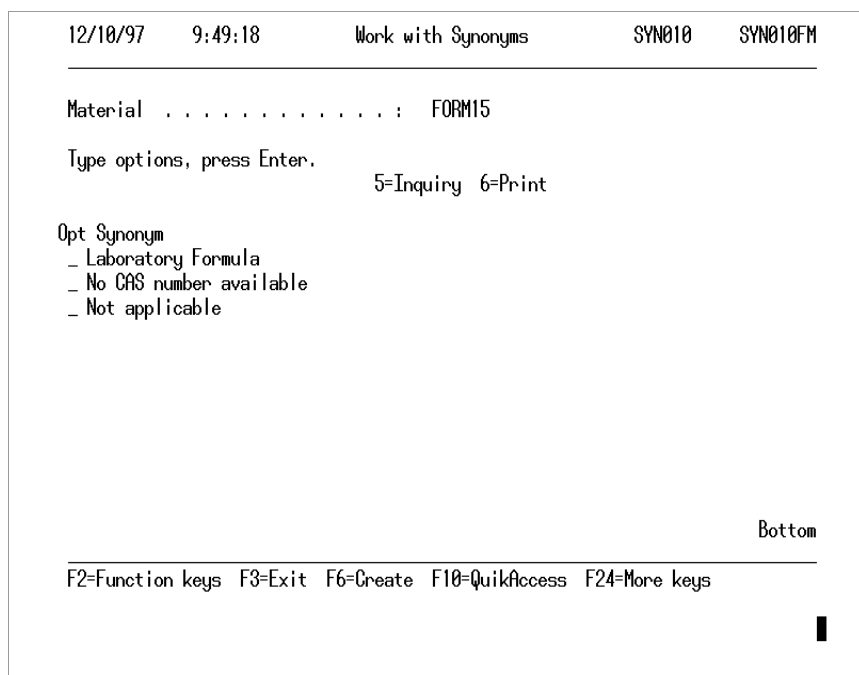 12/10/97 9:49:18 Work with Synonyms SYN010 SYN010FM
Material . . . . . . . . . . . . . : FORM15
Type options, press Enter.
5=Inquiry 6=Print
Opt Synonym
_ Laboratory Formula
_ No CAS number available
_ Not applicable
Bottom
F2=Function keys F3=Exit F6=Create F10=QuikAccess F24=More keys